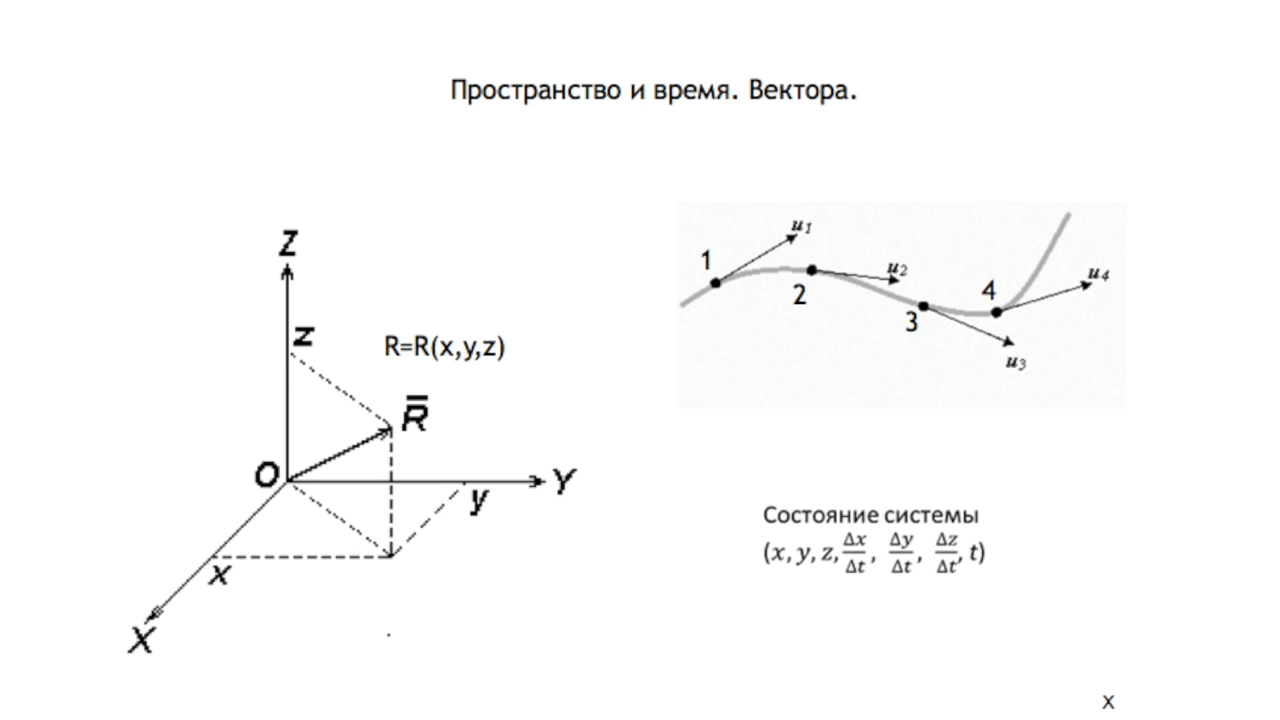 Пространство и время. Вектора.
Z
z
R=R(x,y,z)
R̅
O
Y
y
x
X
u₁
1
u₂
2
4
u₄
3
u₃
Состояние системы
(x, y, z, Δx/Δt, Δy/Δt, Δz/Δt, t)
x